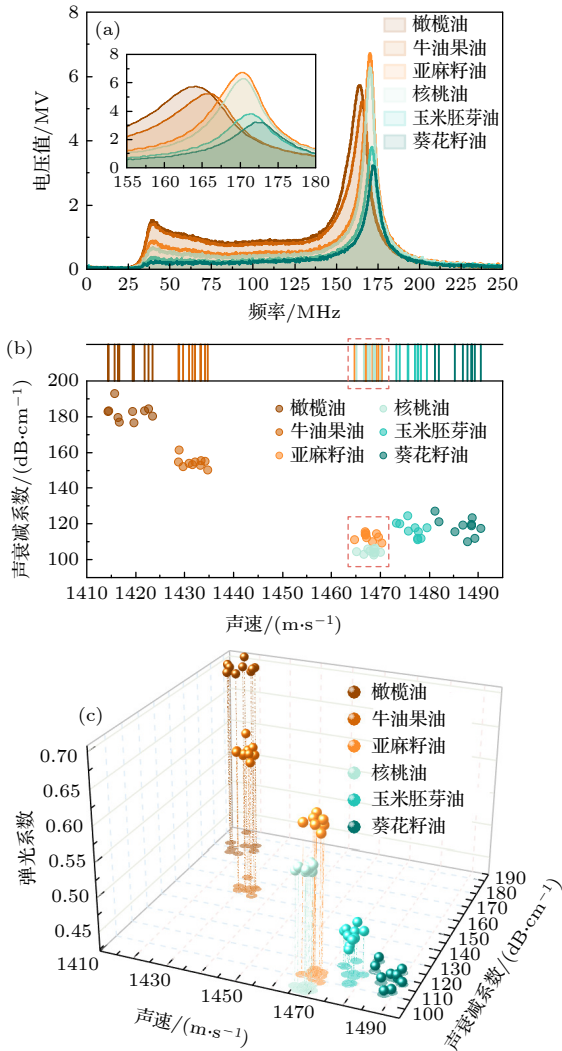 (a)
橄榄油
牛油果油
亚麻籽油
核桃油
玉米胚芽油
葵花籽油
8
6
4
2
0
155 160 165 170 175 180
电压值/MV
8
6
4
2
0
0 25 50 75 100 125 150 175 200 225 250
频率/MHz
(b)
声衰减系数/(dB·cm⁻¹)
200
180
160
140
120
100
橄榄油 核桃油
牛油果油 玉米胚芽油
亚麻籽油 葵花籽油
1410 1420 1430 1440 1450 1460 1470 1480 1490
声速/(m·s⁻¹)
(c)
橄榄油
牛油果油
亚麻籽油
核桃油
玉米胚芽油
葵花籽油
弹光系数
0.70
0.65
0.60
0.55
0.50
0.45
1410
1430
1450
1470
1490
声速/(m·s⁻¹)
190
180
170
160
150
140
130
120
110
100
声衰减系数/(dB·cm⁻¹)